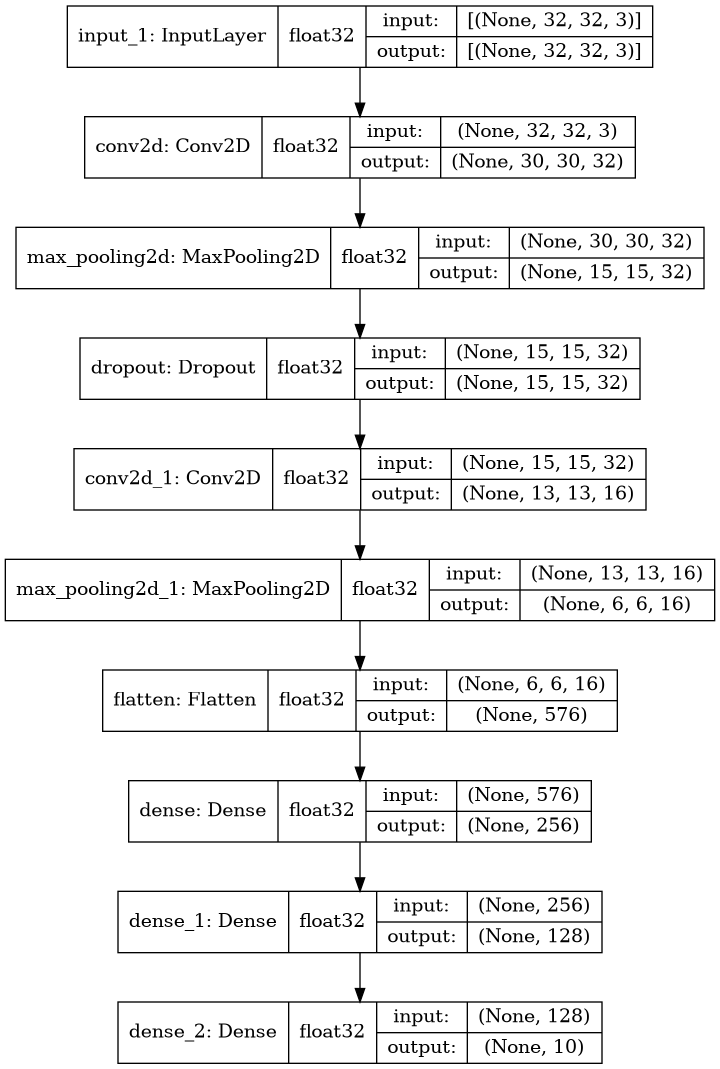 input_1: InputLayer float32 input: [(None, 32, 32, 3)]
output: [(None, 32, 32, 3)]
conv2d: Conv2D float32 input: (None, 32, 32, 3)
output: (None, 30, 30, 32)
max_pooling2d: MaxPooling2D float32 input: (None, 30, 30, 32)
output: (None, 15, 15, 32)
dropout: Dropout float32 input: (None, 15, 15, 32)
output: (None, 15, 15, 32)
conv2d_1: Conv2D float32 input: (None, 15, 15, 32)
output: (None, 13, 13, 16)
max_pooling2d_1: MaxPooling2D float32 input: (None, 13, 13, 16)
output: (None, 6, 6, 16)
flatten: Flatten float32 input: (None, 6, 6, 16)
output: (None, 576)
dense: Dense float32 input: (None, 576)
output: (None, 256)
dense_1: Dense float32 input: (None, 256)
output: (None, 128)
dense_2: Dense float32 input: (None, 128)
output: (None, 10)